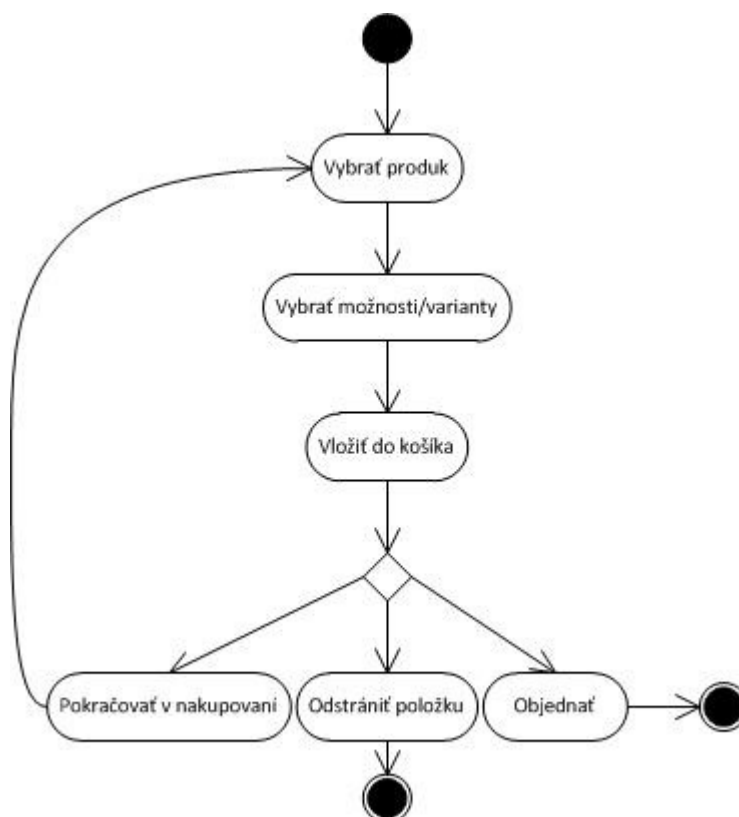 Vybrať produk
Vybrať možnosti/varianty
Vložiť do košíka
Pokračovať v nakupovaní
Odstrániť položku
Objednať